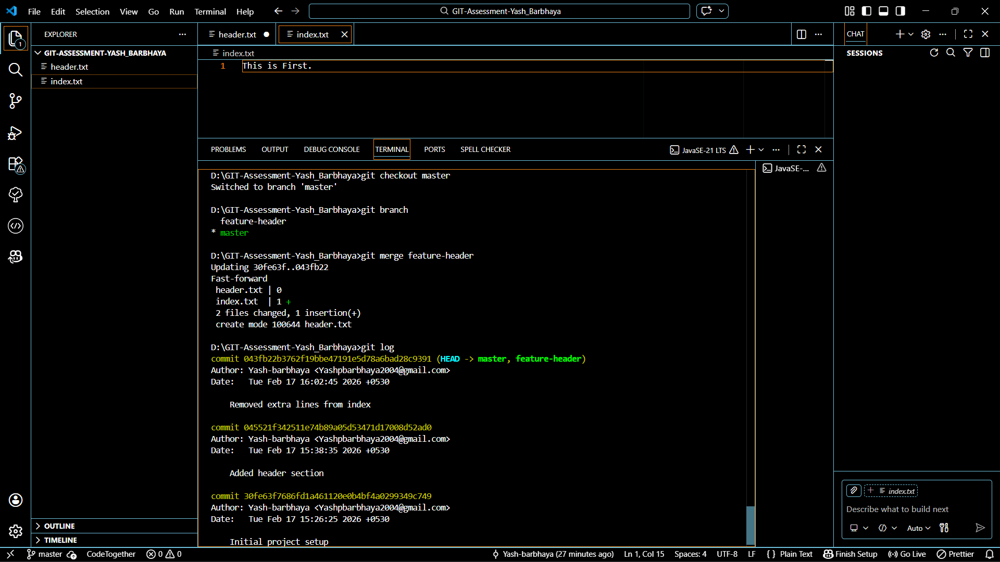 File Edit Selection View Go Run Terminal Help
GIT-Assessment-Yash_Barbhaya
EXPLORER
GIT-ASSESSMENT-YASH_BARBHAYA
header.txt
index.txt
1
OUTLINE
TIMELINE
header.txt
index.txt
index.txt
1 This is First.
PROBLEMS OUTPUT DEBUG CONSOLE TERMINAL PORTS SPELL CHECKER
JavaSE-21 LTS
JavaSE-...
D:\GIT-Assessment-Yash_Barbhaya>git checkout master
Switched to branch 'master'
D:\GIT-Assessment-Yash_Barbhaya>git branch
feature-header
* master
D:\GIT-Assessment-Yash_Barbhaya>git merge feature-header
Updating 30fe63f..043fb22
Fast-forward
header.txt | 0
index.txt | 1 +
2 files changed, 1 insertion(+)
create mode 100644 header.txt
D:\GIT-Assessment-Yash_Barbhaya>git log
commit 043fb22b3762f19bbe47191e5d78a6bad28c9391 (HEAD -> master, feature-header)
Author: Yash-barbhaya <Yashpbarbhaya2004@gmail.com>
Date: Tue Feb 17 16:02:45 2026 +0530
Removed extra lines from index
commit 045521f342511e74b89a05d53471d17008d52ad0
Author: Yash-barbhaya <Yashpbarbhaya2004@gmail.com>
Date: Tue Feb 17 15:38:35 2026 +0530
Added header section
commit 30fe63f7686fd1a461120e0b4bf4a0299349c749
Author: Yash-barbhaya <Yashpbarbhaya2004@gmail.com>
Date: Tue Feb 17 15:26:25 2026 +0530
Initial project setup
CHAT
SESSIONS
index.txt
Describe what to build next
Auto
master CodeTogether 0 0 Yash-barbhaya (27 minutes ago) Ln 1, Col 15 Spaces: 4 UTF-8 LF {} Plain Text Finish Setup Go Live Prettier